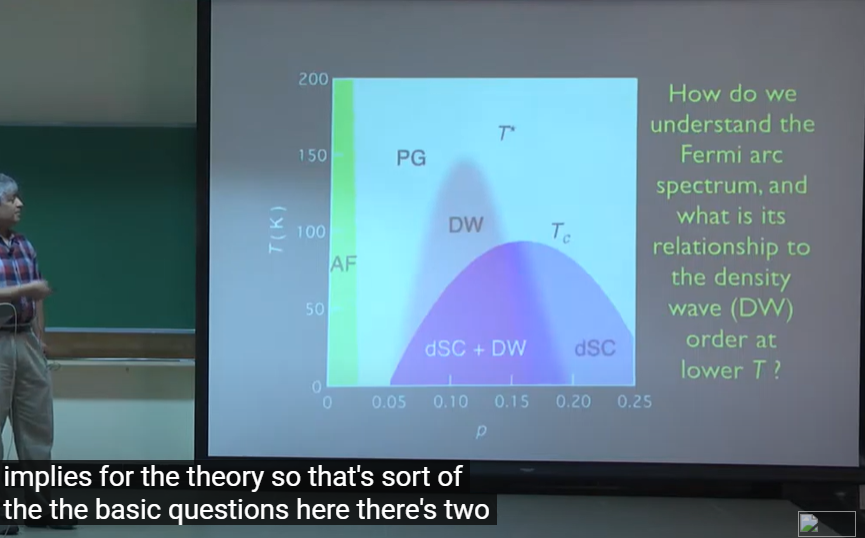 200
150
100
50
0
T(K)
AF
PG
T*
DW
Tc
dSC + DW
dSC
0
0.05
0.10
0.15
0.20
0.25
p
How do we
understand the
Fermi arc
spectrum, and
what is its
relationship to
the density
wave (DW)
order at
lower T ?
implies for the theory so that's sort of
the the basic questions here there's two